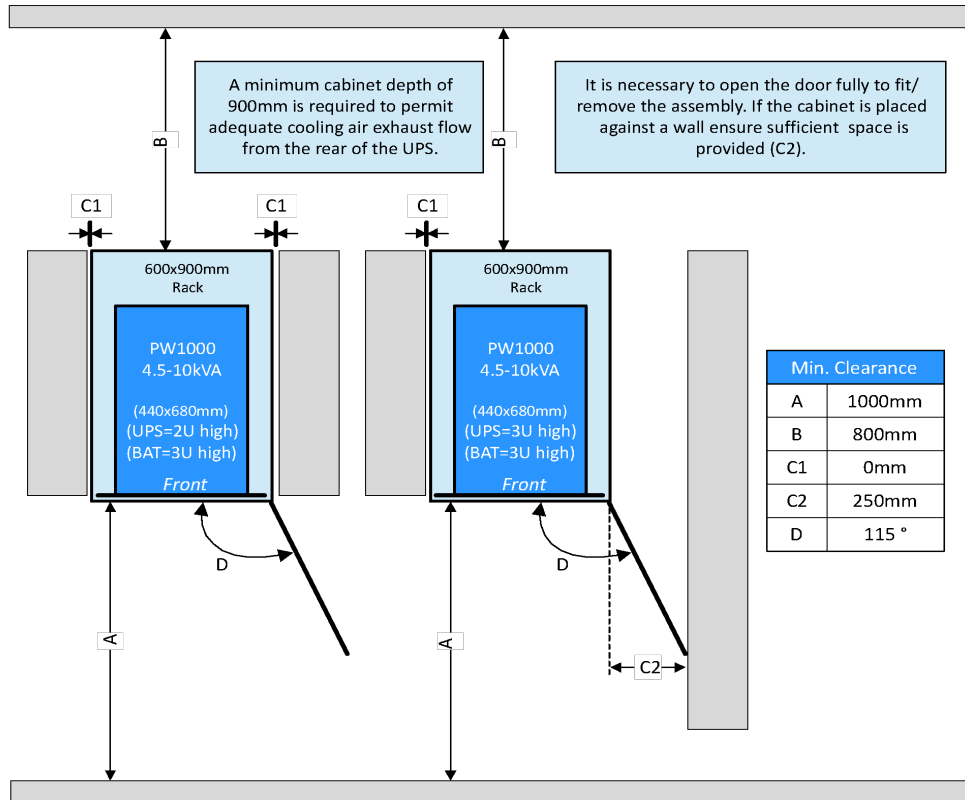 A minimum cabinet depth of
900mm is required to permit
adequate cooling air exhaust flow
from the rear of the UPS.
It is necessary to open the door fully to fit/
remove the assembly. If the cabinet is placed
against a wall ensure sufficient space is
provided (C2).
B
B
C1
C1
C1
600x900mm
Rack
PW1000
4.5-10kVA
(440x680mm)
(UPS=2U high)
(BAT=3U high)
Front
D
A
600x900mm
Rack
PW1000
4.5-10kVA
(440x680mm)
(UPS=3U high)
(BAT=3U high)
Front
D
A
C2
Min. Clearance
A 1000mm
B 800mm
C1 0mm
C2 250mm
D 115 °